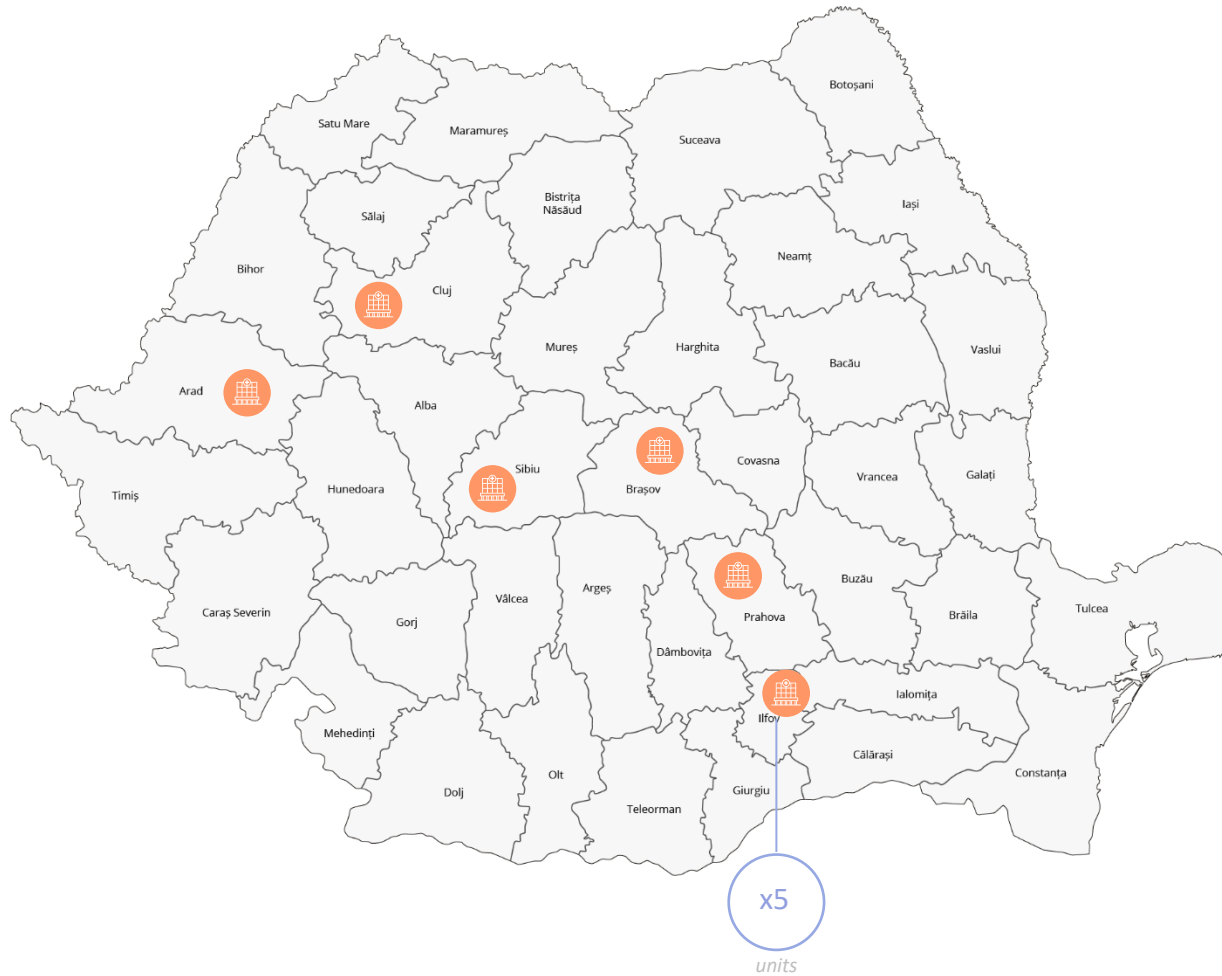 Botoșani
Satu Mare
Maramureș
Suceava
Bistrița
Năsăud
Iași
Sălaj
Neamț
Bihor
Cluj
Mureș
Harghita
Vaslui
Bacău
Arad
Alba
Sibiu
Covasna
Vrancea
Galați
Timiș
Hunedoara
Brașov
Buzău
Argeș
Vâlcea
Tulcea
Caraș Severin
Gorj
Prahova
Brăila
Dâmbovița
Ialomița
Ilfov
Mehedinți
Călărași
Constanța
Olt
Dolj
Giurgiu
Teleorman
x5
units